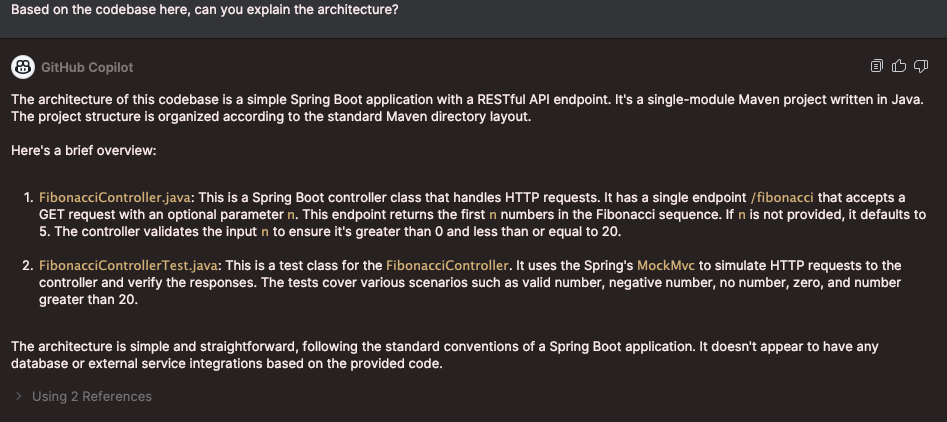 Based on the codebase here, can you explain the architecture?
GitHub Copilot
The architecture of this codebase is a simple Spring Boot application with a RESTful API endpoint. It's a single-module Maven project written in Java.
The project structure is organized according to the standard Maven directory layout.
Here's a brief overview:
1. FibonacciController.java: This is a Spring Boot controller class that handles HTTP requests. It has a single endpoint /fibonacci that accepts a
GET request with an optional parameter n. This endpoint returns the first n numbers in the Fibonacci sequence. If n is not provided, it defaults to
5. The controller validates the input n to ensure it's greater than 0 and less than or equal to 20.
2. FibonacciControllerTest.java: This is a test class for the FibonacciController. It uses the Spring's MockMvc to simulate HTTP requests to the
controller and verify the responses. The tests cover various scenarios such as valid number, negative number, no number, zero, and number
greater than 20.
The architecture is simple and straightforward, following the standard conventions of a Spring Boot application. It doesn't appear to have any
database or external service integrations based on the provided code.
Using 2 References